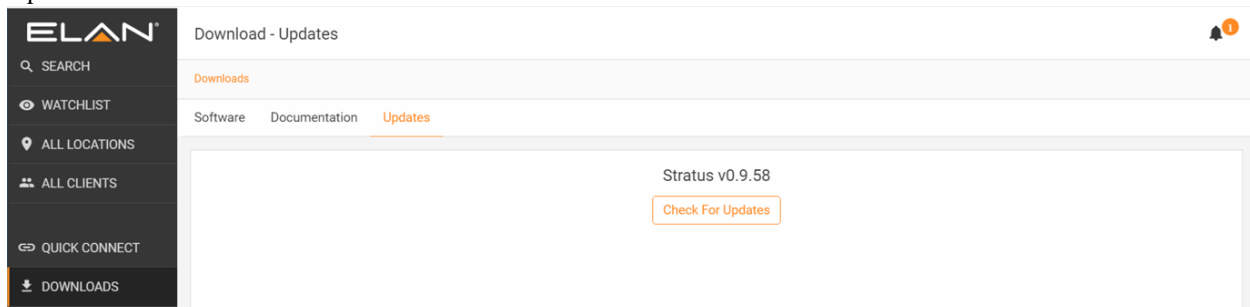 ELAN
Download - Updates
1
SEARCH
Downloads
WATCHLIST
Software Documentation Updates
ALL LOCATIONS
ALL CLIENTS
Stratus v0.9.58
Check For Updates
QUICK CONNECT
DOWNLOADS